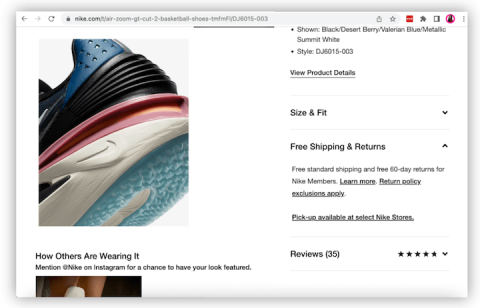 nike.com/t/air-zoom-gt-cut-2-basketball-shoes-tmfmFl/DJ6015-003
• Shown: Black/Desert Berry/Valerian Blue/Metallic
Summit White
• Style: DJ6015-003
View Product Details
Size & Fit
Free Shipping & Returns
Free standard shipping and free 60-day returns for
Nike Members. Learn more. Return policy
exclusions apply.
Pick-up available at select Nike Stores.
Reviews (35)
How Others Are Wearing It
Mention @Nike on Instagram for a chance to have your look featured.